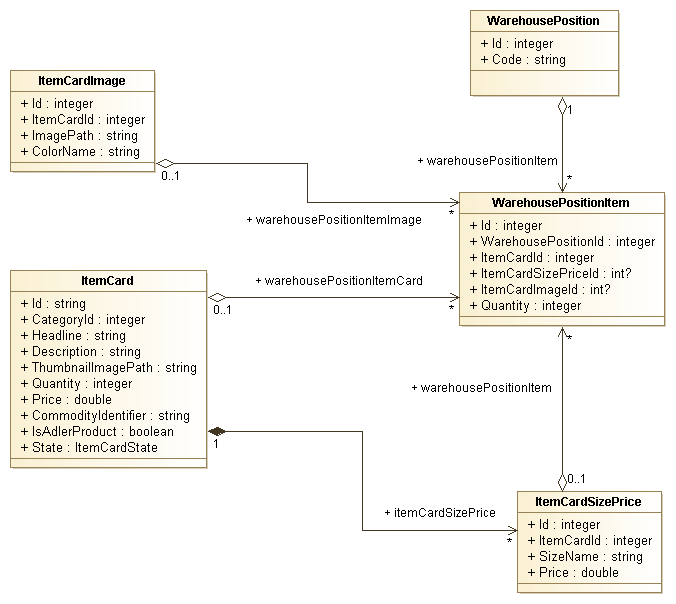 WarehousePosition
+ Id : integer
+ Code : string
1
+ warehousePositionItem
*
ItemCardImage
+ Id : integer
+ ItemCardId : integer
+ ImagePath : string
+ ColorName : string
0..1
+ warehousePositionItemImage
*
WarehousePositionItem
+ Id : integer
+ WarehousePositionId : integer
+ ItemCardId : integer
+ ItemCardSizePriceId : int?
+ ItemCardImageId : int?
+ Quantity : integer
ItemCard
+ Id : string
+ CategoryId : integer
+ Headline : string
+ Description : string
+ ThumbnailImagePath : string
+ Quantity : integer
+ Price : double
+ CommodityIdentifier : string
+ IsAdlerProduct : boolean
+ State : ItemCardState
+ warehousePositionItemCard
0..1
*
*
+ warehousePositionItem
0..1
1
+ itemCardSizePrice
*
ItemCardSizePrice
+ Id : integer
+ ItemCardId : integer
+ SizeName : string
+ Price : double